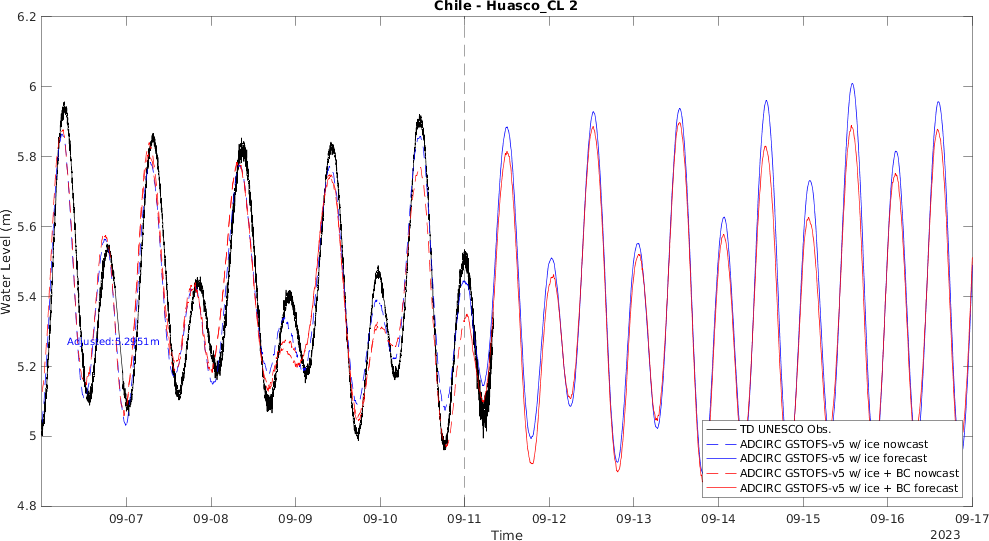 Chile - Huasco_CL 2
6.2
6
5.8
5.6
5.4
5.2
5
4.8
Water Level (m)
Adjusted:5.2951m
TD UNESCO Obs.
ADCIRC GSTOFS-v5 w/ ice nowcast
ADCIRC GSTOFS-v5 w/ ice forecast
ADCIRC GSTOFS-v5 w/ ice + BC nowcast
ADCIRC GSTOFS-v5 w/ ice + BC forecast
09-07 09-08 09-09 09-10 09-11 09-12 09-13 09-14 09-15 09-16 09-17
Time
2023